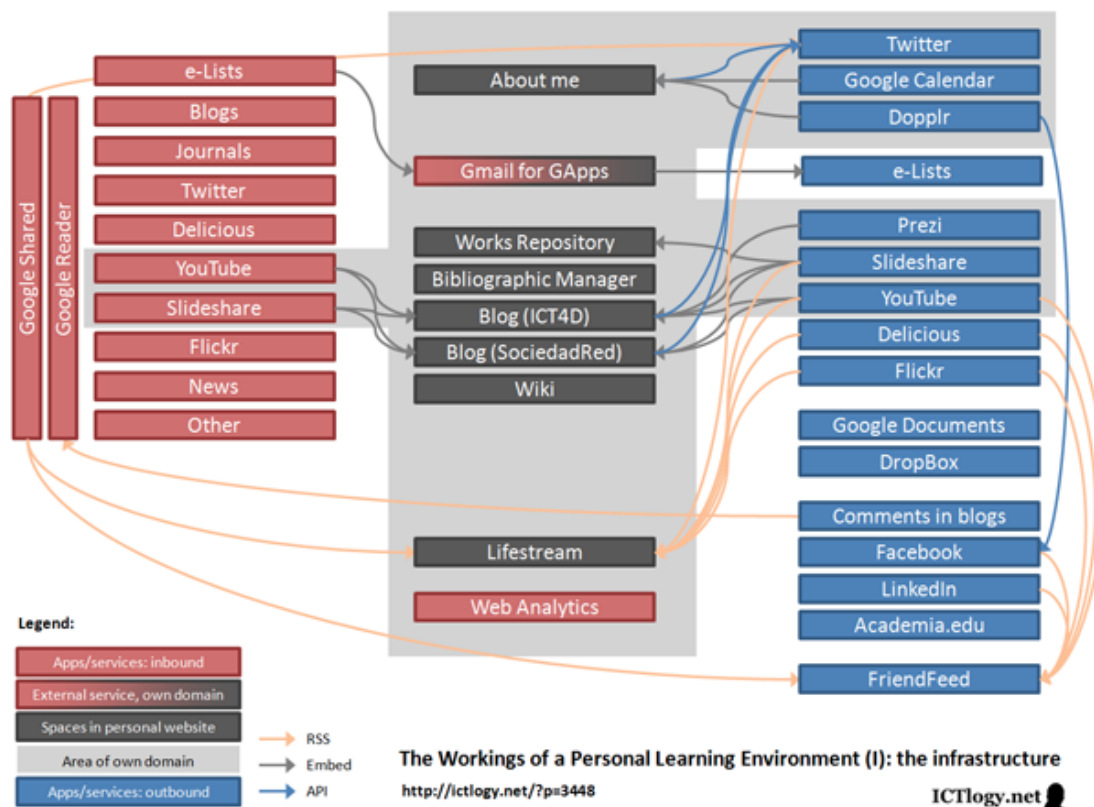 Google Shared
Google Reader
e-Lists
Blogs
Journals
Twitter
Delicious
YouTube
Slideshare
Flickr
News
Other
About me
Gmail for GApps
Works Repository
Bibliographic Manager
Blog (ICT4D)
Blog (SociedadRed)
Wiki
Lifestream
Web Analytics
Twitter
Google Calendar
Dopplr
e-Lists
Prezi
Slideshare
YouTube
Delicious
Flickr
Google Documents
DropBox
Comments in blogs
Facebook
LinkedIn
Academia.edu
FriendFeed
Legend:
Apps/services: inbound
External service, own domain
Spaces in personal website
Area of own domain
Apps/services: outbound
RSS
Embed
API
The Workings of a Personal Learning Environment (I): the infrastructure
http://ictlogy.net/?p=3448
ICTlogy.net